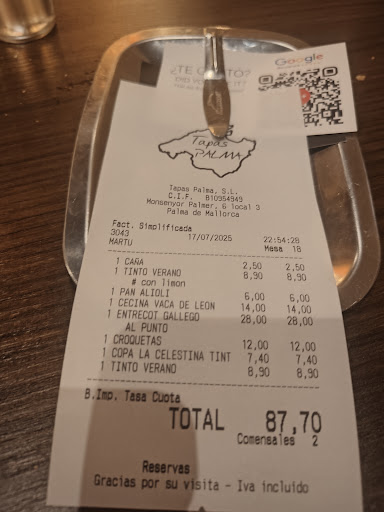 ¿TE GUSTÓ?
Google
Tapas
PALMA
Tapas Palma, S.L.
C.I.F. B10954949
Monsenyor Palmer, 6 local 3
Palma de Mallorca
Fact. Simplificada
3043 17/07/2025 22:54:28
MARTU Mesa 18
1 CAÑA 2,50 2,50
1 TINTO VERANO 8,90 8,90
# con limon
1 PAN ALIOLI 6,00 6,00
1 CECINA VACA DE LEON 14,00 14,00
1 ENTRECOT GALLEGO 28,00 28,00
AL PUNTO
1 CROQUETAS 12,00 12,00
1 COPA LA CELESTINA TINT 7,40 7,40
1 TINTO VERANO 8,90 8,90
B.Imp. Tasa Cuota
TOTAL 87,70
Comensales 2
Reservas
Gracias por su visita - Iva incluido